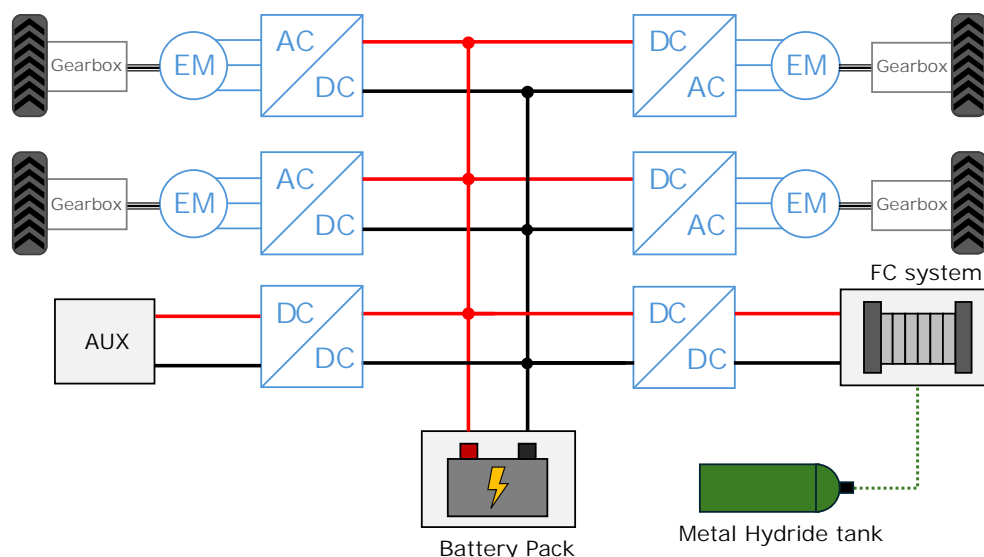 AC
DC
Gearbox
EM
DC
AC
EM
Gearbox
AC
DC
Gearbox
EM
DC
AC
EM
Gearbox
FC system
AUX
DC
DC
DC
DC
Metal Hydride tank
Battery Pack